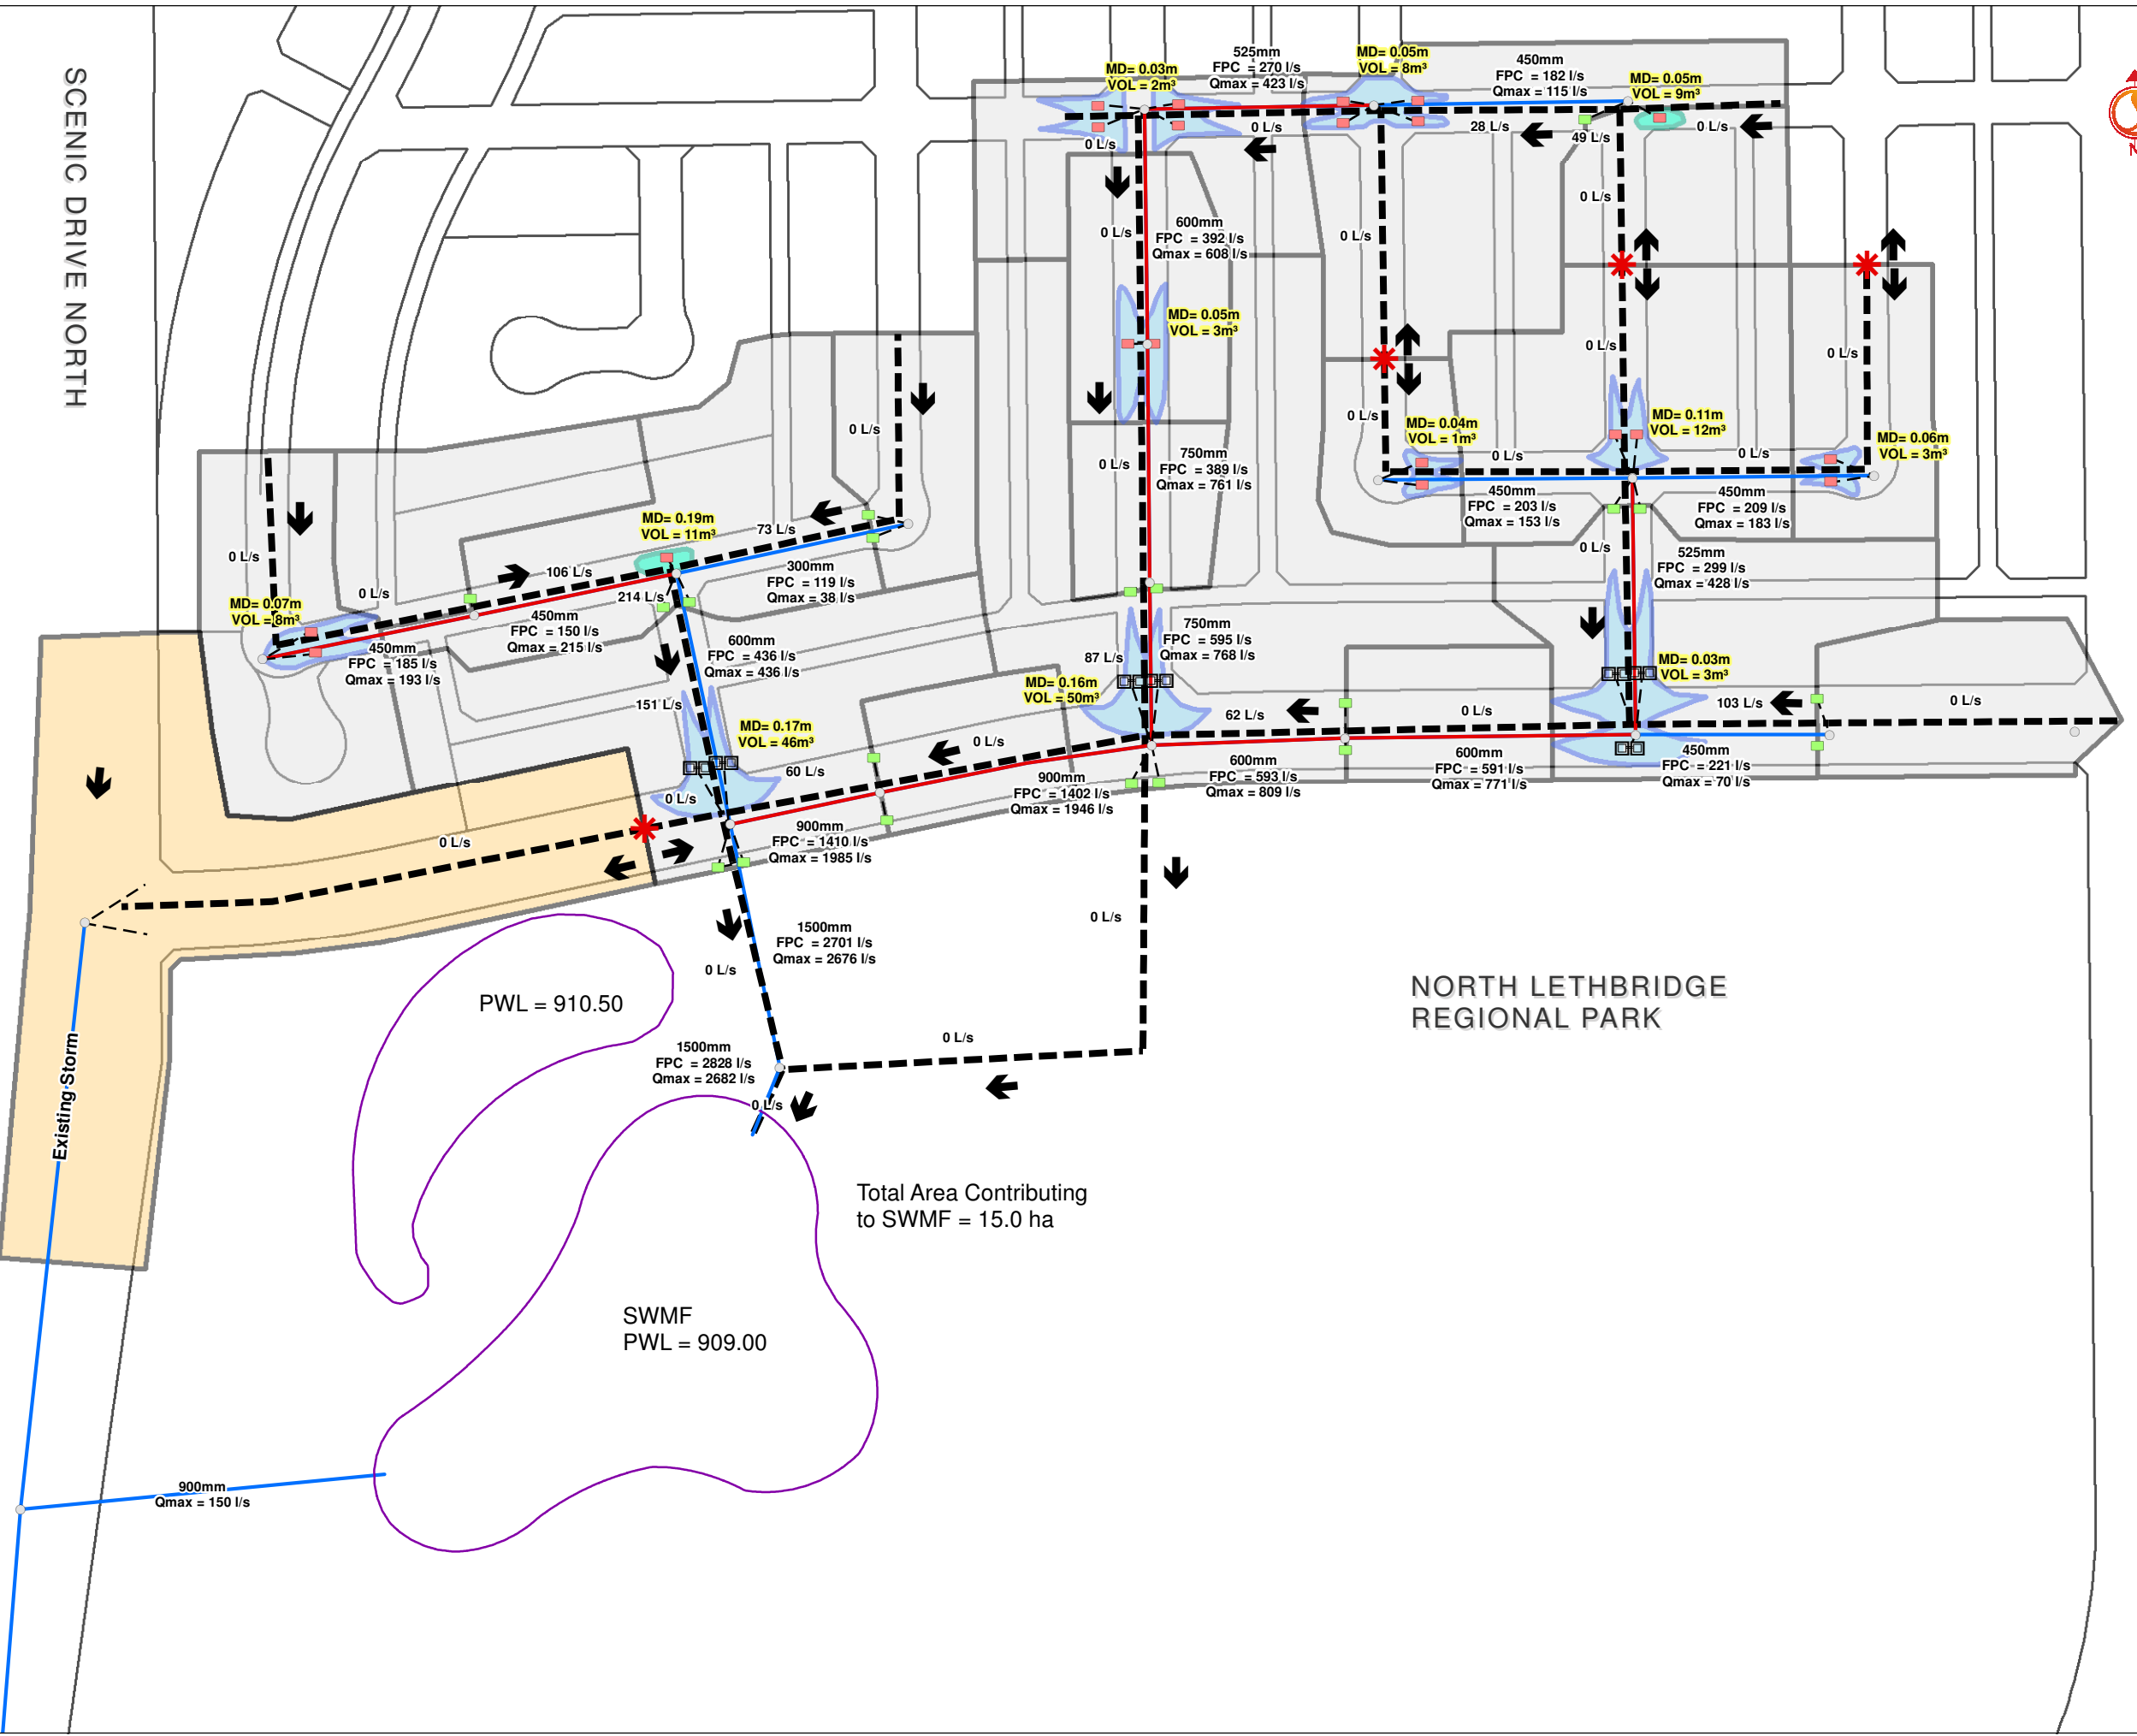 SCENIC DRIVE NORTH
525mm
FPC = 270 l/s
Qmax = 423 l/s
MD= 0.03m
VOL = 2m³
MD= 0.05m
VOL = 8m³
450mm
FPC = 182 l/s
Qmax = 115 l/s
MD= 0.05m
VOL = 9m³
0 L/s
0 L/s
28 L/s
49 L/s
0 L/s
0 L/s
0 L/s
600mm
FPC = 392 l/s
Qmax = 608 l/s
0 L/s
0 L/s
MD= 0.05m
VOL = 3m³
0 L/s
0 L/s
0 L/s
0 L/s
MD= 0.04m
VOL = 1m³
MD= 0.11m
VOL = 12m³
MD= 0.06m
VOL = 3m³
0 L/s
750mm
FPC = 389 l/s
Qmax = 761 l/s
0 L/s
0 L/s
450mm
FPC = 203 l/s
Qmax = 153 l/s
450mm
FPC = 209 l/s
Qmax = 183 l/s
MD= 0.19m
VOL = 11m³
73 L/s
0 L/s
106 L/s
0 L/s
300mm
FPC = 119 l/s
Qmax = 38 l/s
0 L/s
525mm
FPC = 299 l/s
Qmax = 428 l/s
MD= 0.07m
VOL = 8m³
214 L/s
450mm
FPC = 150 l/s
Qmax = 215 l/s
450mm
FPC = 185 l/s
Qmax = 193 l/s
600mm
FPC = 436 l/s
Qmax = 436 l/s
750mm
FPC = 595 l/s
Qmax = 768 l/s
87 L/s
MD= 0.16m
VOL = 50m³
MD= 0.03m
VOL = 3m³
151 L/s
62 L/s
0 L/s
103 L/s
0 L/s
MD= 0.17m
VOL = 46m³
0 L/s
60 L/s
0 L/s
900mm
FPC = 1402 l/s
Qmax = 1946 l/s
600mm
FPC = 593 l/s
Qmax = 809 l/s
600mm
FPC = 591 l/s
Qmax = 771 l/s
450mm
FPC = 221 l/s
Qmax = 70 l/s
900mm
FPC = 1410 l/s
Qmax = 1985 l/s
0 L/s
0 L/s
1500mm
FPC = 2701 l/s
Qmax = 2676 l/s
0 L/s
PWL = 910.50
NORTH LETHBRIDGE
REGIONAL PARK
0 L/s
1500mm
FPC = 2828 l/s
Qmax = 2682 l/s
0 L/s
Existing Storm
Total Area Contributing
to SWMF = 15.0 ha
SWMF
PWL = 909.00
900mm
Qmax = 150 l/s